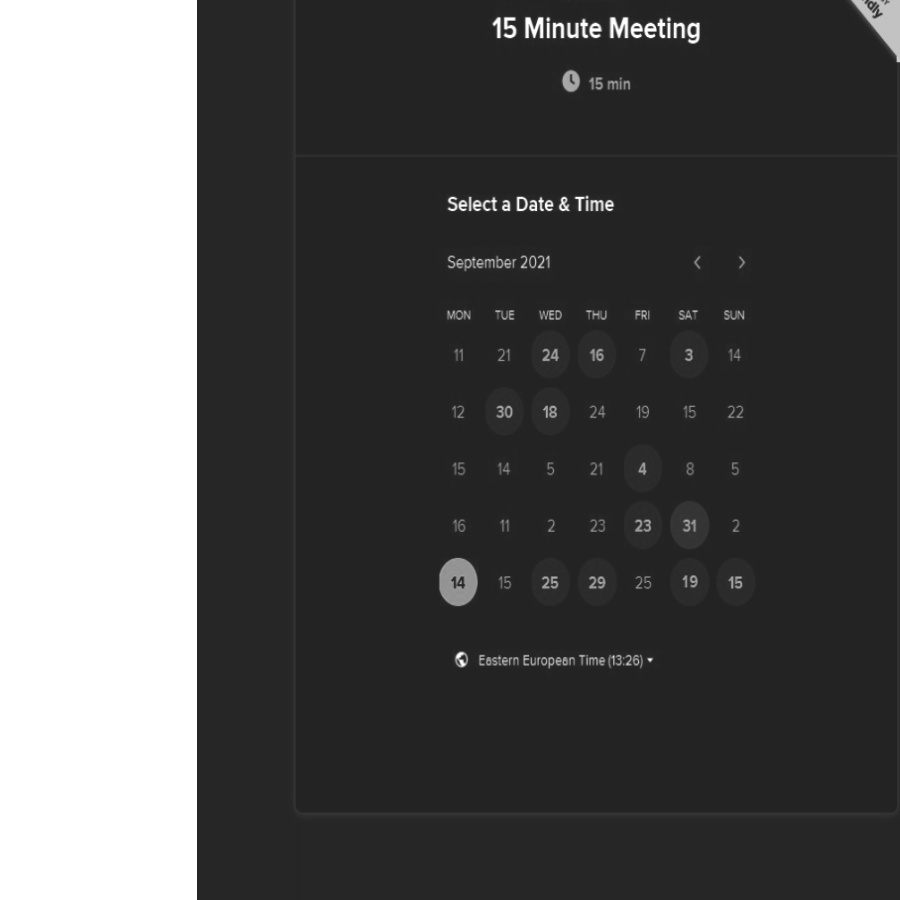 15 Minute Meeting
15 min
Select a Date & Time
September 2021
MON TUE WED THU FRI SAT SUN
11 21 24 16 7 3 14
12 30 18 24 19 15 22
15 14 5 21 4 8 5
16 11 2 23 23 31 2
14 15 25 29 25 19 15
Eastern European Time (13:26)